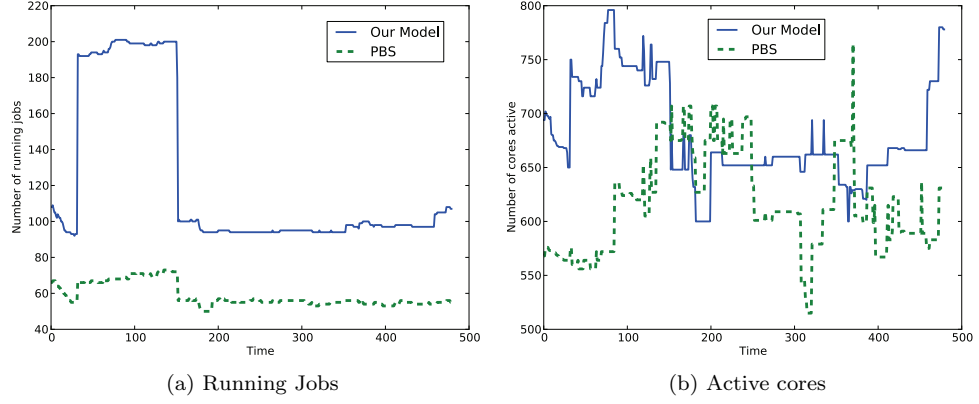 220
200
180
160
140
120
100
80
60
40
Number of running jobs
Our Model
PBS
0 100 200 300 400 500
Time
(a) Running Jobs
800
750
700
650
600
550
500
Number of cores active
Our Model
PBS
0 100 200 300 400 500
Time
(b) Active cores